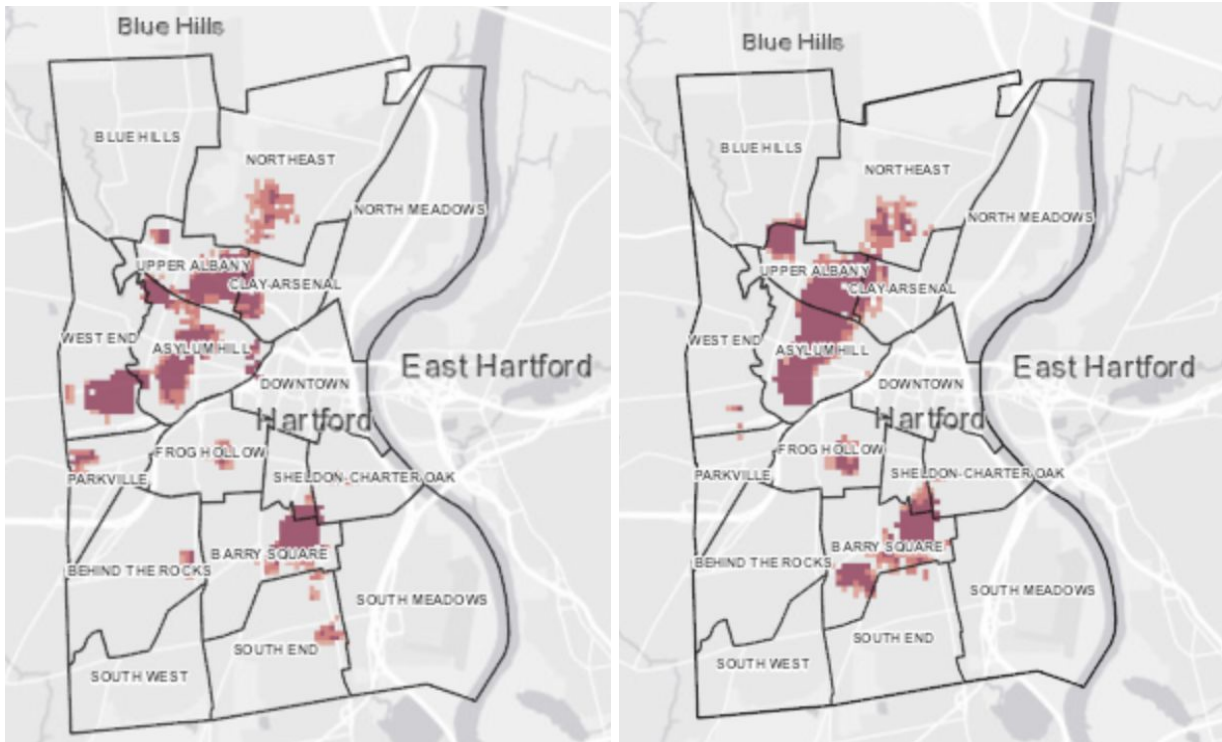 Blue Hills
BLUE HILLS
NORTHEAST
NORTH MEADOWS
UPPER ALBANY
CLAY-ARSENAL
WEST END
ASYLUM HILL
East Hartford
DOWNTOWN
Hartford
FROG HOLLOW
PARKVILLE
SHELDON-CHARTER OAK
BARRY SQUARE
BEHIND THE ROCKS
SOUTH MEADOWS
SOUTH END
SOUTH WEST
Blue Hills
BLUE HILLS
NORTHEAST
NORTH MEADOWS
UPPER ALBANY
CLAY-ARSENAL
WEST END
ASYLUM HILL
East Hartford
DOWNTOWN
Hartford
FROG HOLLOW
PARKVILLE
SHELDON-CHARTER OAK
BARRY SQUARE
BEHIND THE ROCKS
SOUTH MEADOWS
SOUTH END
SOUTH WEST